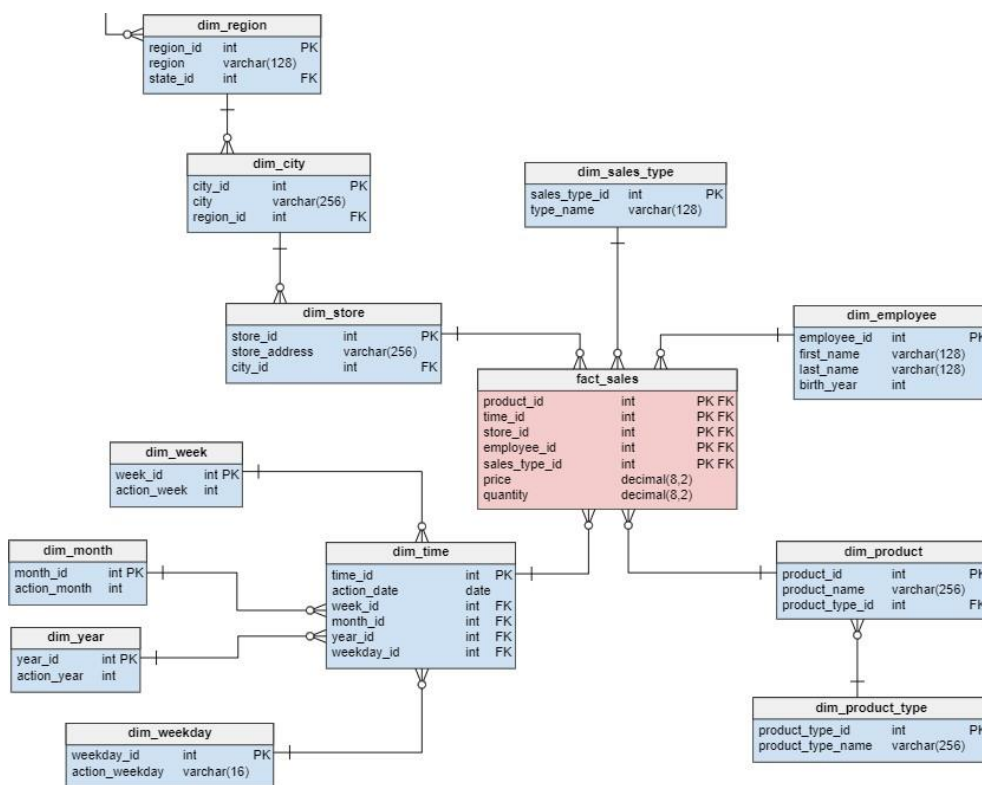 dim_region
region_id int PK
region varchar(128)
state_id int FK
dim_city
city_id int PK
city varchar(256)
region_id int FK
dim_sales_type
sales_type_id int PK
type_name varchar(128)
dim_store
store_id int PK
store_address varchar(256)
city_id int FK
dim_employee
employee_id int PK
first_name varchar(128)
last_name varchar(128)
birth_year int
fact_sales
product_id int PK FK
time_id int PK FK
store_id int PK FK
employee_id int PK FK
sales_type_id int PK FK
price decimal(8,2)
quantity decimal(8,2)
dim_week
week_id int PK
action_week int
dim_month
month_id int PK
action_month int
dim_year
year_id int PK
action_year int
dim_time
time_id int PK
action_date date
week_id int FK
month_id int FK
year_id int FK
weekday_id int FK
dim_product
product_id int PK
product_name varchar(256)
product_type_id int FK
dim_weekday
weekday_id int PK
action_weekday varchar(16)
dim_product_type
product_type_id int PK
product_type_name varchar(256)